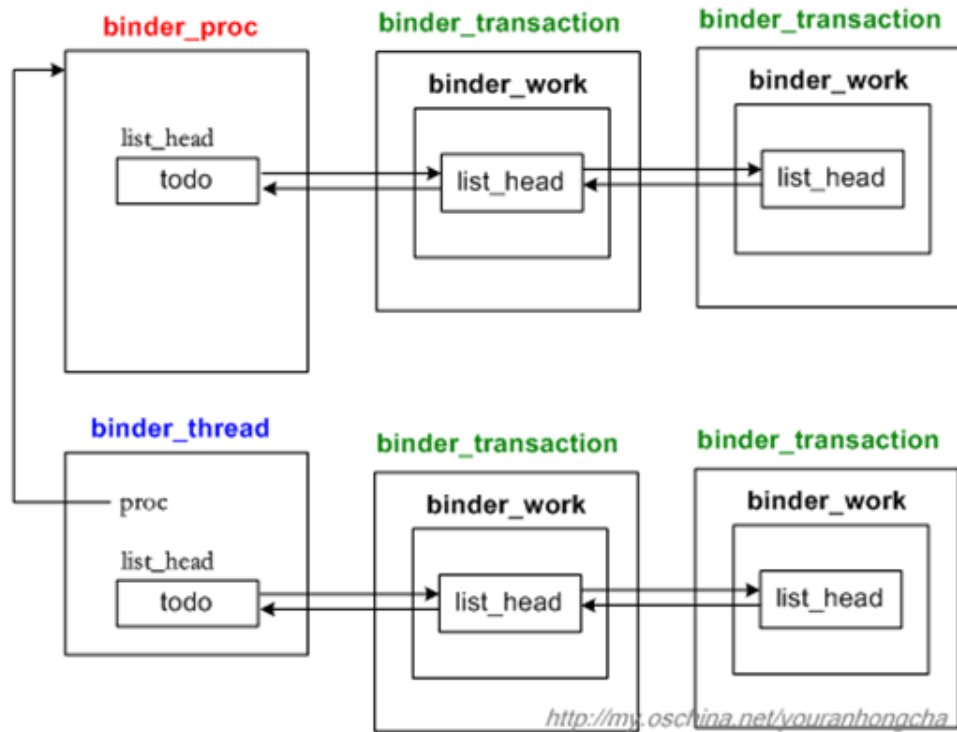 binder_proc
binder_transaction
binder_transaction
binder_work
binder_work
list_head
todo
list_head
list_head
binder_thread
binder_transaction
binder_transaction
proc
binder_work
binder_work
list_head
todo
list_head
list_head
http://my.oschina.net/youranhongcha